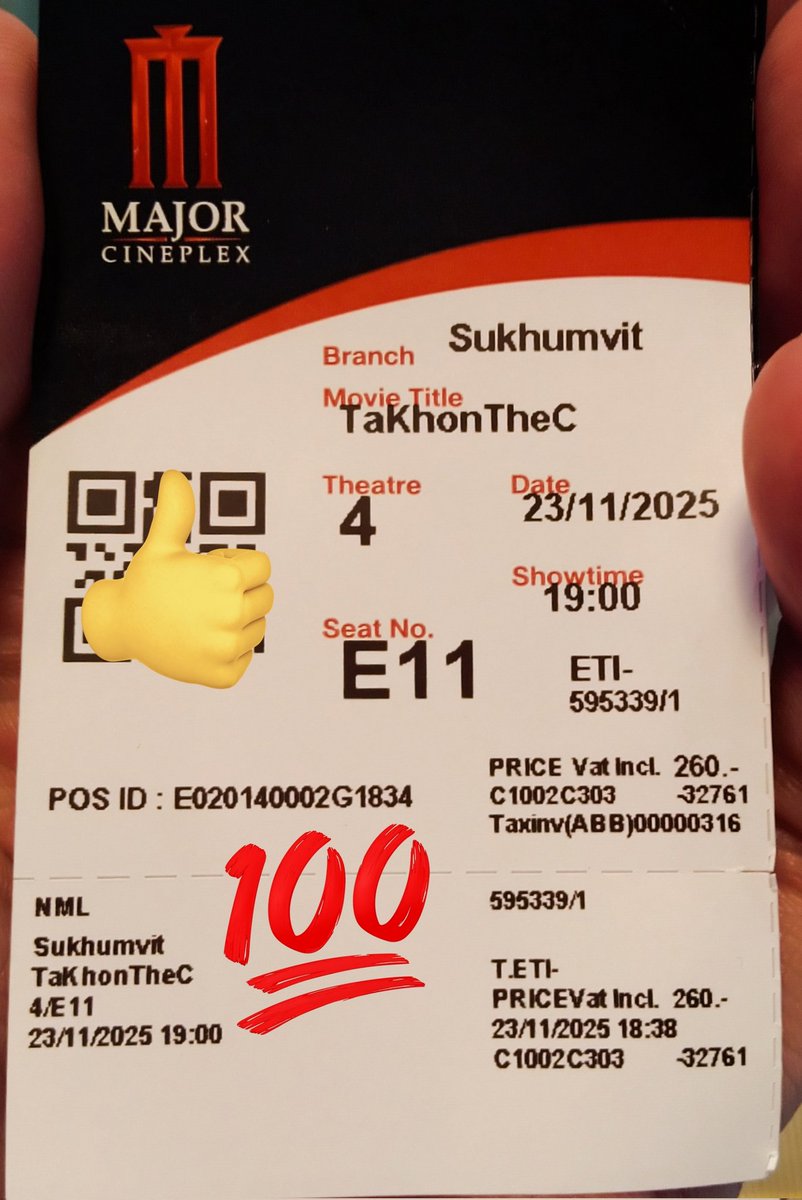 MAJOR
CINEPLEX
Branch Sukhumvit
Movie Title
TaKhonTheC
Theatre
4
Date
23/11/2025
Showtime
19:00
Seat No.
E11
ETI-
595339/1
POS ID : E020140002G1834
PRICE Vat Incl. 260.-
C1002C303 -32761
Taxinv(ABB)00000316
100
NML
Sukhumvit
TaKhonTheC
4/E11
23/11/2025 19:00
595339/1
T.ETI-
PRICEVat Incl. 260.-
23/11/2025 18:38
C1002C303 -32761